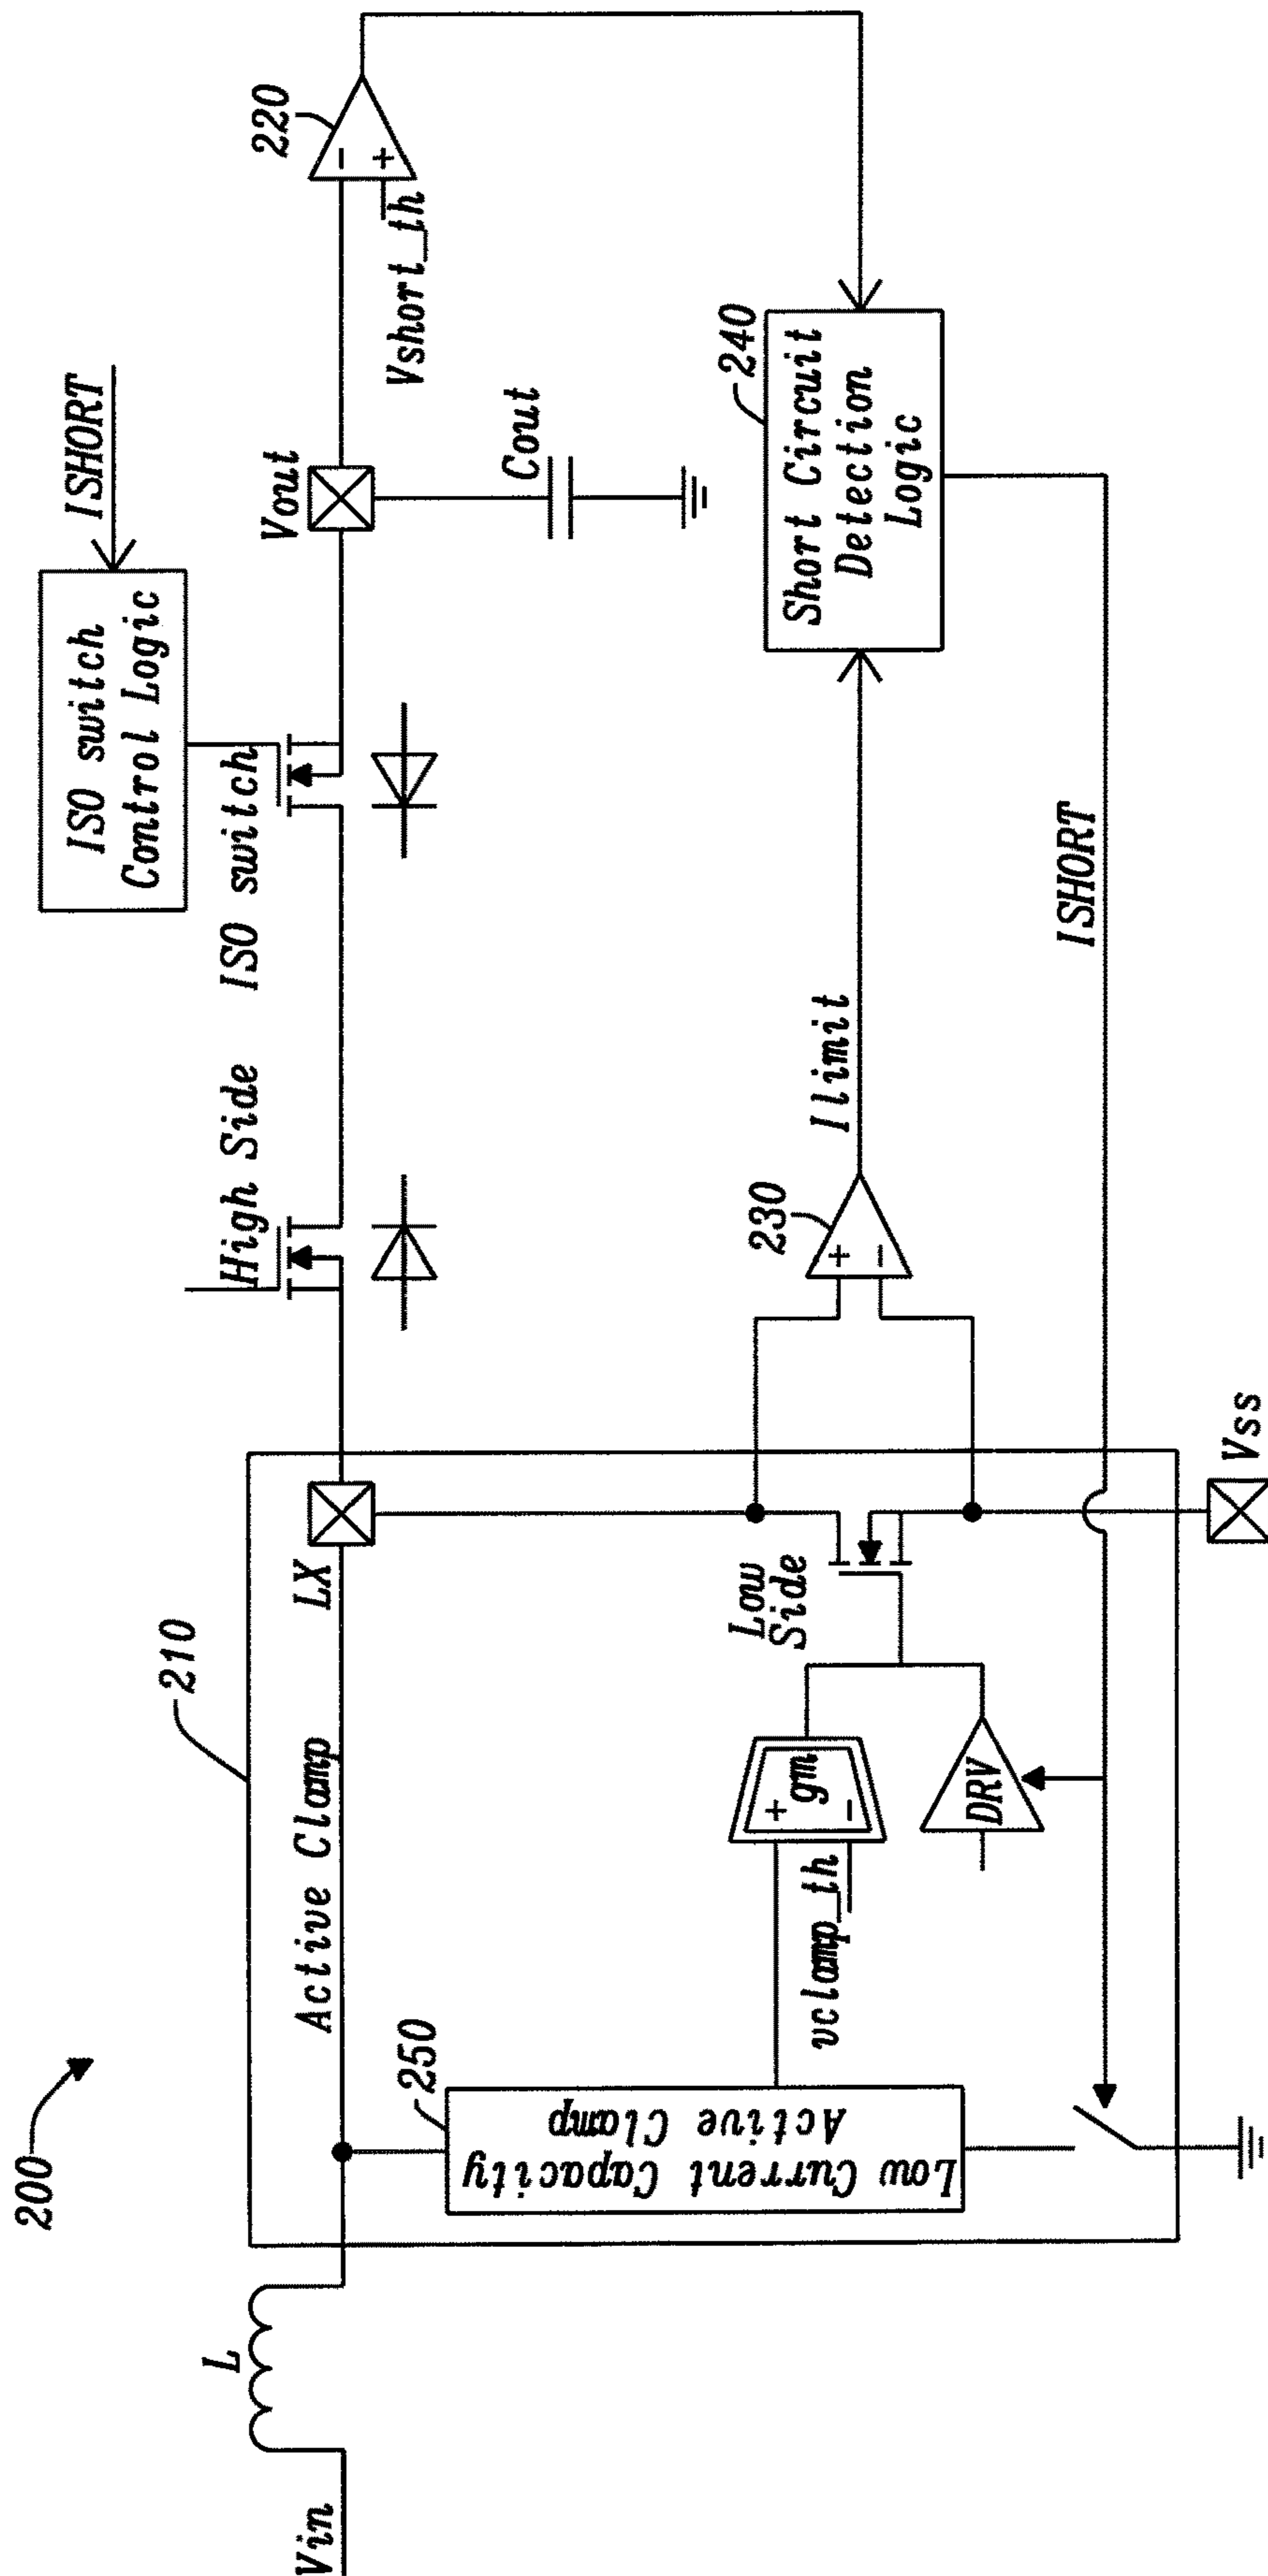 200
Vin
L
210
Active Clamp
LX
High Side
ISO switch
ISO switch
Control Logic
ISHORT
Vout
Cout
220
-
+
Vshort_th
250
Low Current Capacity
Active Clamp
vclamp_th
+
-
gm
DRV
Low
Side
Vss
230
+
-
Ilimit
240
Short Circuit
Detection
Logic
ISHORT